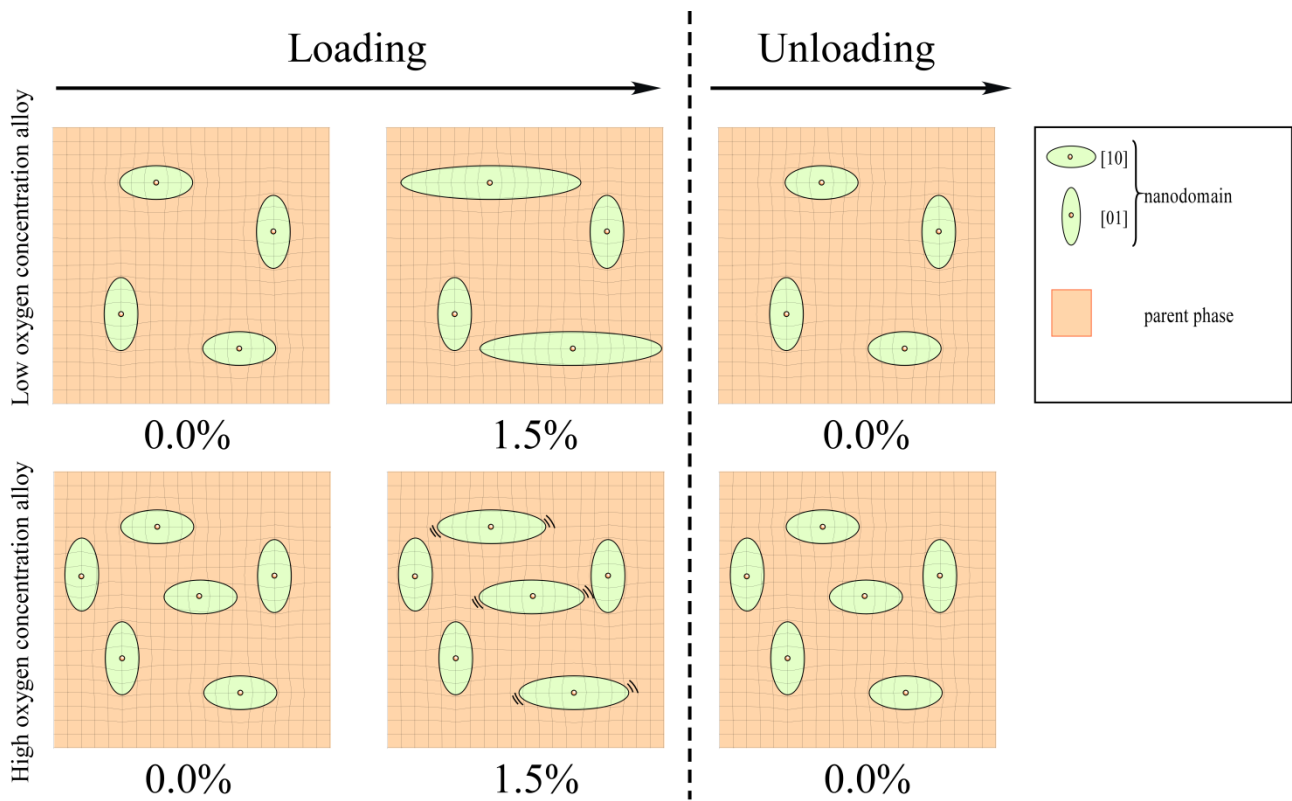 Loading
Unloading
Low oxygen concentration alloy
[10]
[01]
nanodomain
parent phase
0.0%
1.5%
0.0%
High oxygen concentration alloy
0.0%
1.5%
0.0%